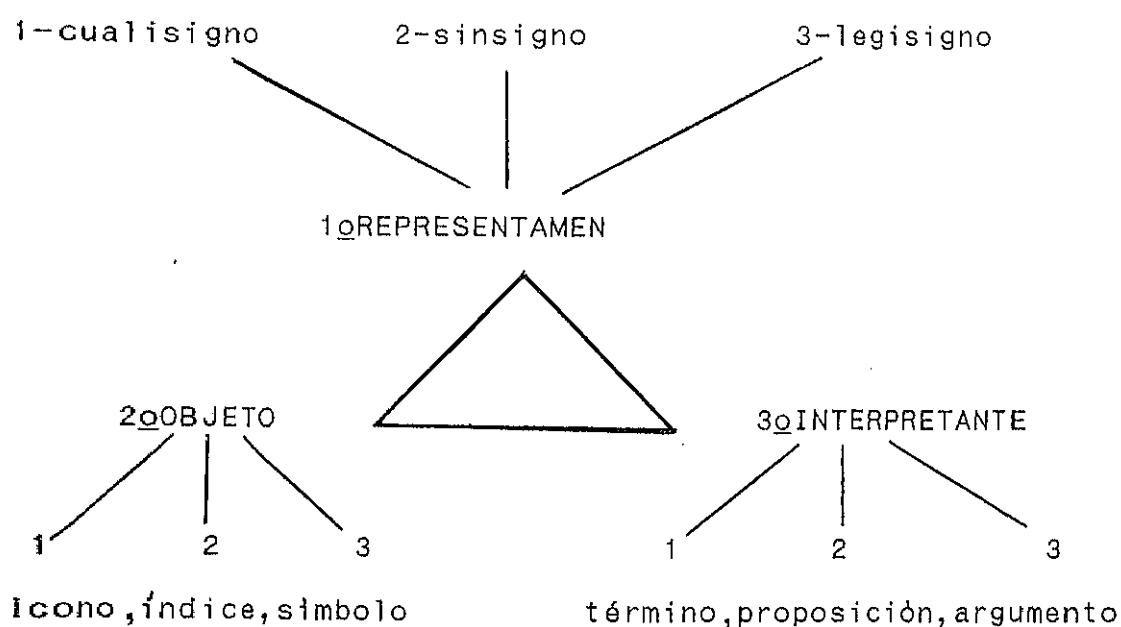 1-cualisigno 2-sinsigno 3-legisigno
1oREPRESENTAMEN
2oOBJETO 3oINTERPRETANTE
1 2 3 1 2 3
Icono,índice,sìmbolo término,proposición,argumento